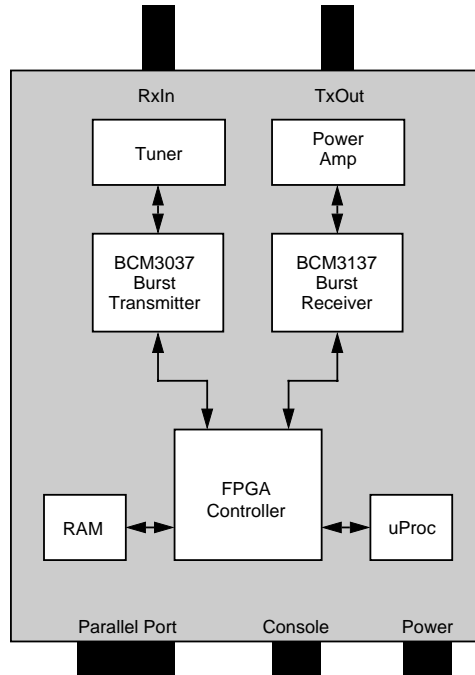 RxIn
TxOut
Tuner
Power
Amp
BCM3037
Burst
Transmitter
BCM3137
Burst
Receiver
FPGA
Controller
RAM
uProc
Parallel Port
Console
Power